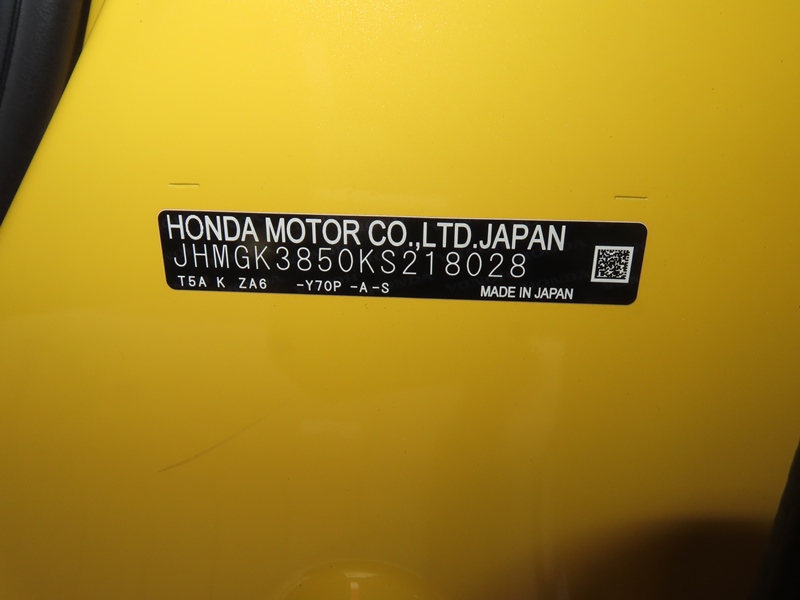 HONDA MOTOR CO.,LTD.JAPAN
JHMGK3850KS218028
T5A K ZA6 -Y70P -A-S MADE IN JAPAN